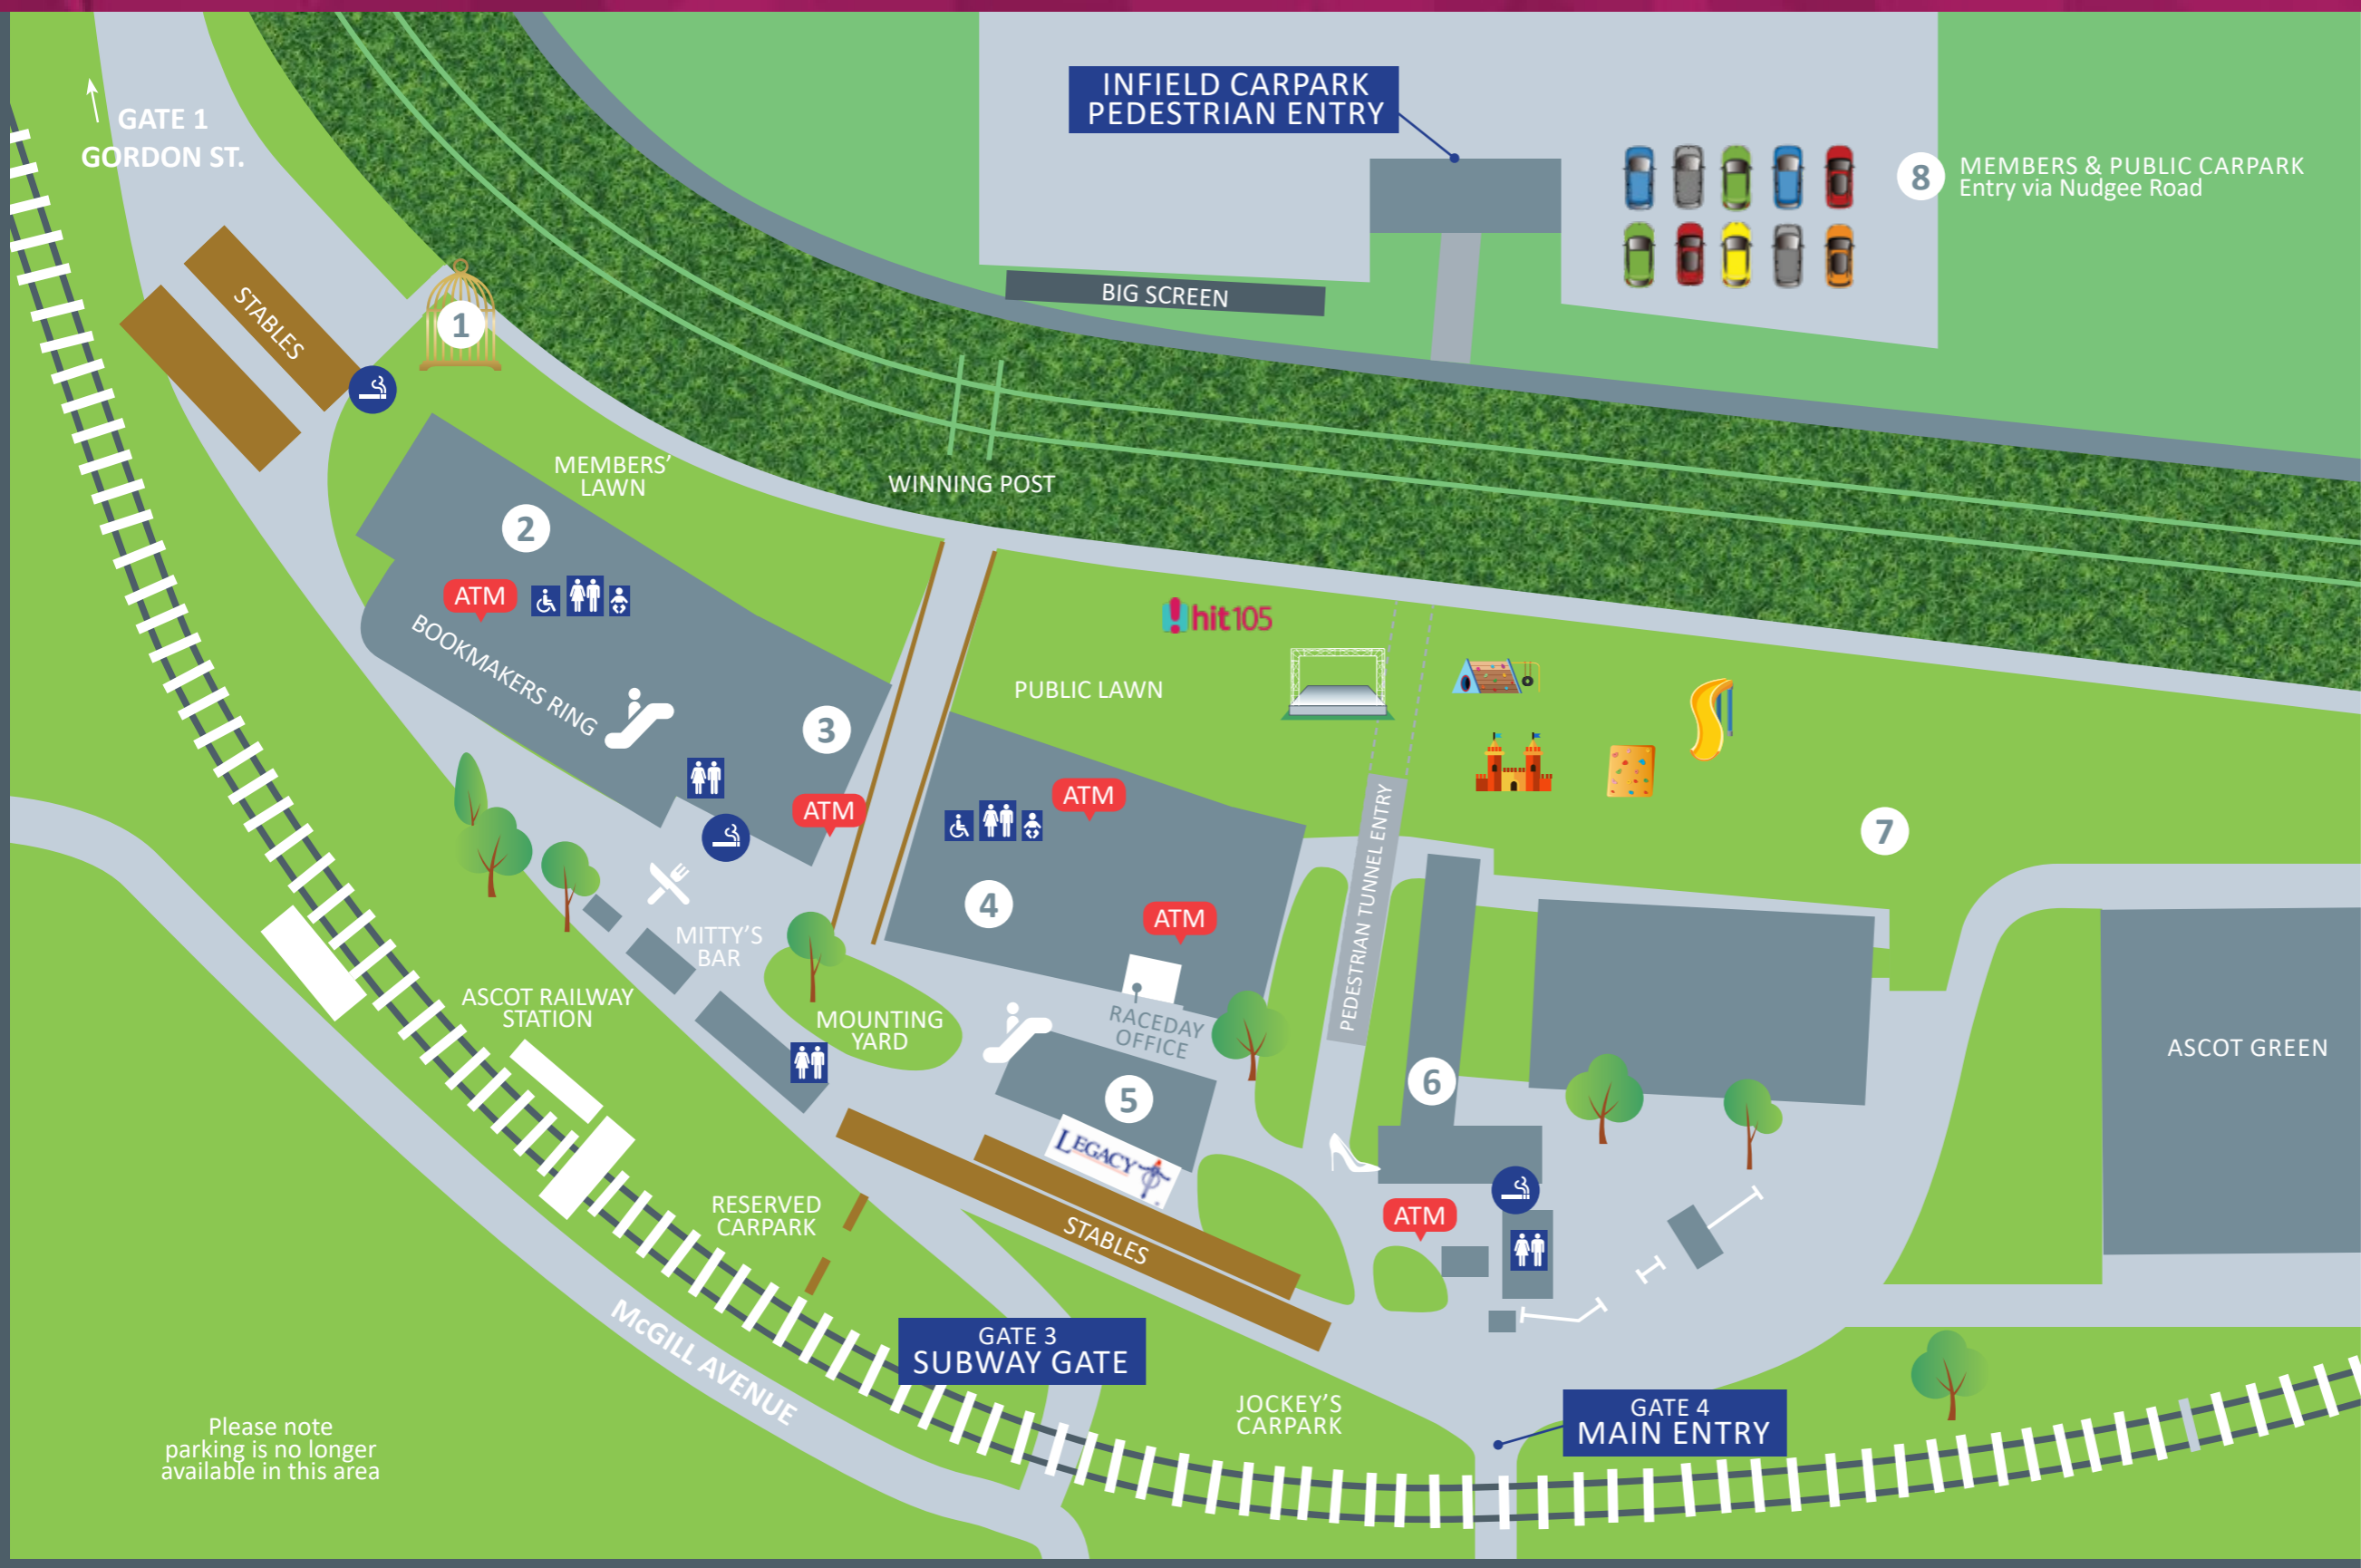 INFIELD CARPARK
PEDESTRIAN ENTRY
GATE 1
GORDON ST.
8
MEMBERS & PUBLIC CARPARK
Entry via Nudgee Road
STABLES
BIG SCREEN
1
MEMBERS'
LAWN
WINNING POST
2
ATM
BOOKMAKERS RING
hit105
PUBLIC LAWN
3
ATM
ATM
PEDESTRIAN TUNNEL ENTRY
7
4
ATM
MITTY'S
BAR
ASCOT RAILWAY
STATION
MOUNTING
YARD
RACEDAY
OFFICE
ASCOT GREEN
5
6
LEGACY
RESERVED
CARPARK
STABLES
ATM
McGILL AVENUE
GATE 3
SUBWAY GATE
JOCKEY'S
CARPARK
GATE 4
MAIN ENTRY
Please note
parking is no longer
available in this area